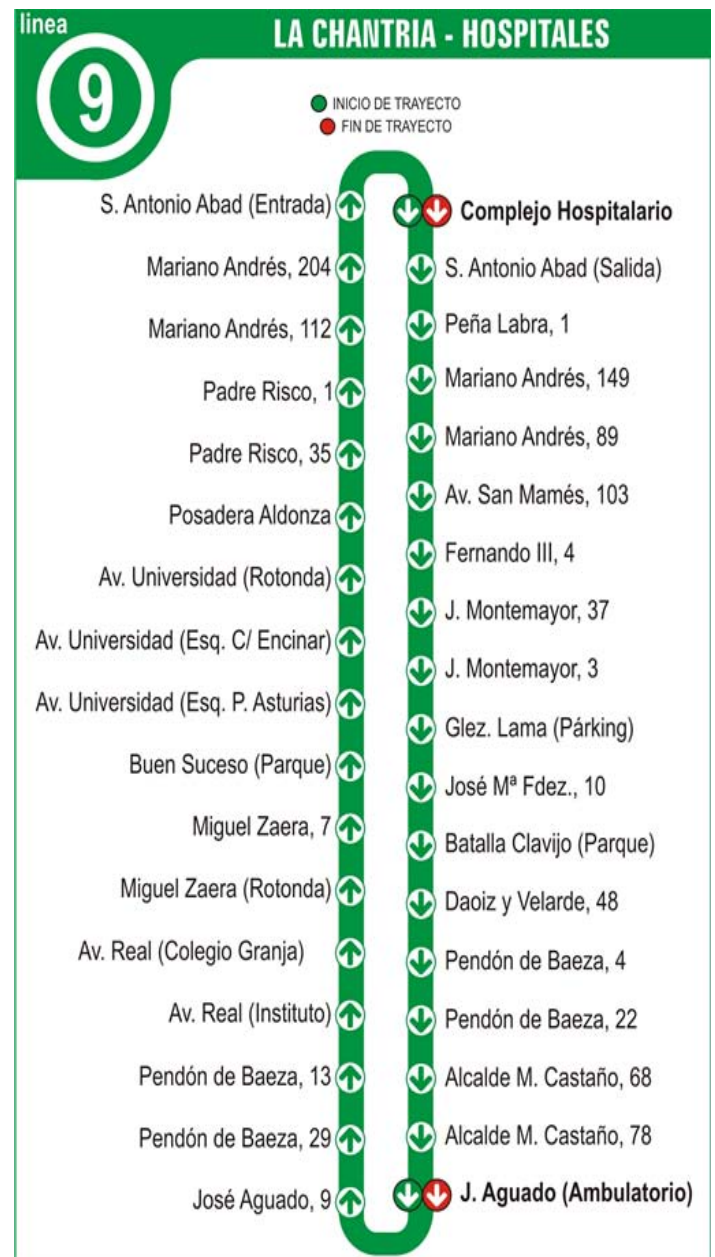 linea
9
LA CHANTRIA - HOSPITALES
INICIO DE TRAYECTO
FIN DE TRAYECTO
S. Antonio Abad (Entrada)
Mariano Andrés, 204
Mariano Andrés, 112
Padre Risco, 1
Padre Risco, 35
Posadera Aldonza
Av. Universidad (Rotonda)
Av. Universidad (Esq. C/ Encinar)
Av. Universidad (Esq. P. Asturias)
Buen Suceso (Parque)
Miguel Zaera, 7
Miguel Zaera (Rotonda)
Av. Real (Colegio Granja)
Av. Real (Instituto)
Pendón de Baeza, 13
Pendón de Baeza, 29
José Aguado, 9
Complejo Hospitalario
S. Antonio Abad (Salida)
Peña Labra, 1
Mariano Andrés, 149
Mariano Andrés, 89
Av. San Mamés, 103
Fernando III, 4
J. Montemayor, 37
J. Montemayor, 3
Glez. Lama (Párking)
José Mª Fdez., 10
Batalla Clavijo (Parque)
Daoiz y Velarde, 48
Pendón de Baeza, 4
Pendón de Baeza, 22
Alcalde M. Castaño, 68
Alcalde M. Castaño, 78
J. Aguado (Ambulatorio)